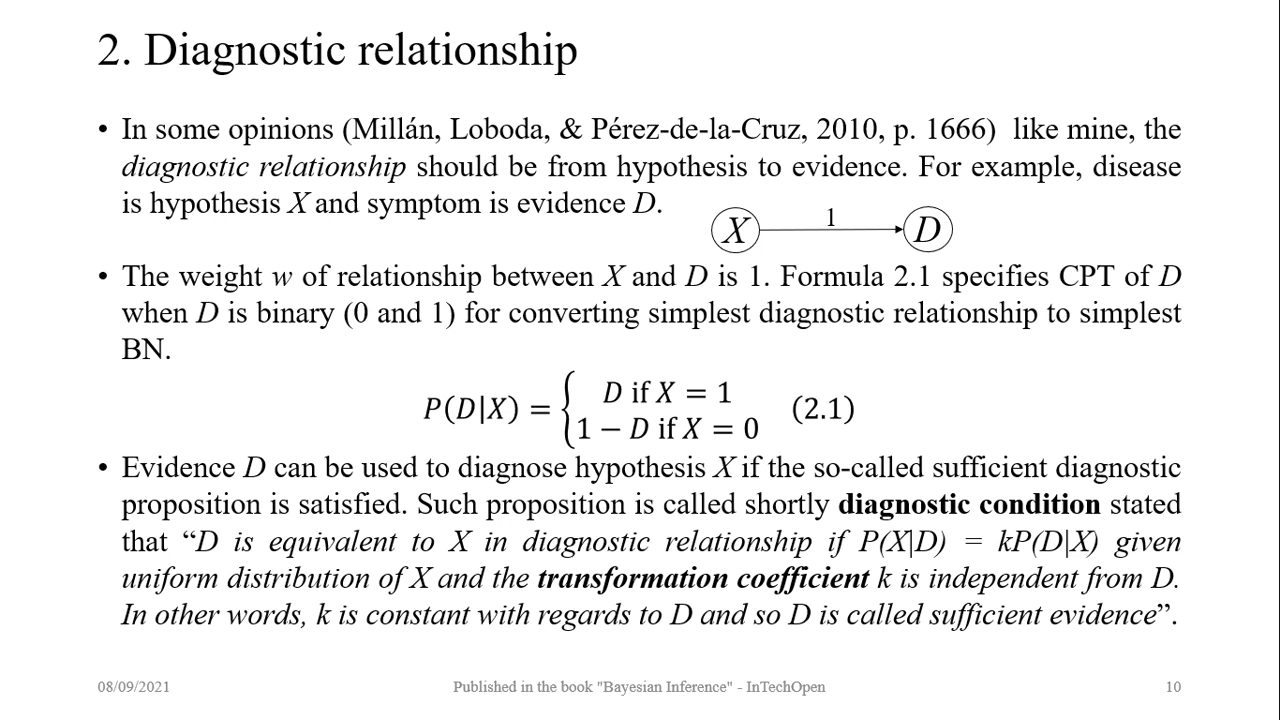 2. Diagnostic relationship
• In some opinions (Millán, Loboda, & Pérez-de-la-Cruz, 2010, p. 1666) like mine, the
diagnostic relationship should be from hypothesis to evidence. For example, disease
is hypothesis X and symptom is evidence D.
X 1 D
• The weight w of relationship between X and D is 1. Formula 2.1 specifies CPT of D
when D is binary (0 and 1) for converting simplest diagnostic relationship to simplest
BN.
P(D|X) = { D if X = 1
1 − D if X = 0 (2.1)
• Evidence D can be used to diagnose hypothesis X if the so-called sufficient diagnostic
proposition is satisfied. Such proposition is called shortly diagnostic condition stated
that “D is equivalent to X in diagnostic relationship if P(X|D) = kP(D|X) given
uniform distribution of X and the transformation coefficient k is independent from D.
In other words, k is constant with regards to D and so D is called sufficient evidence”.
08/09/2021 Published in the book "Bayesian Inference" - InTechOpen 10